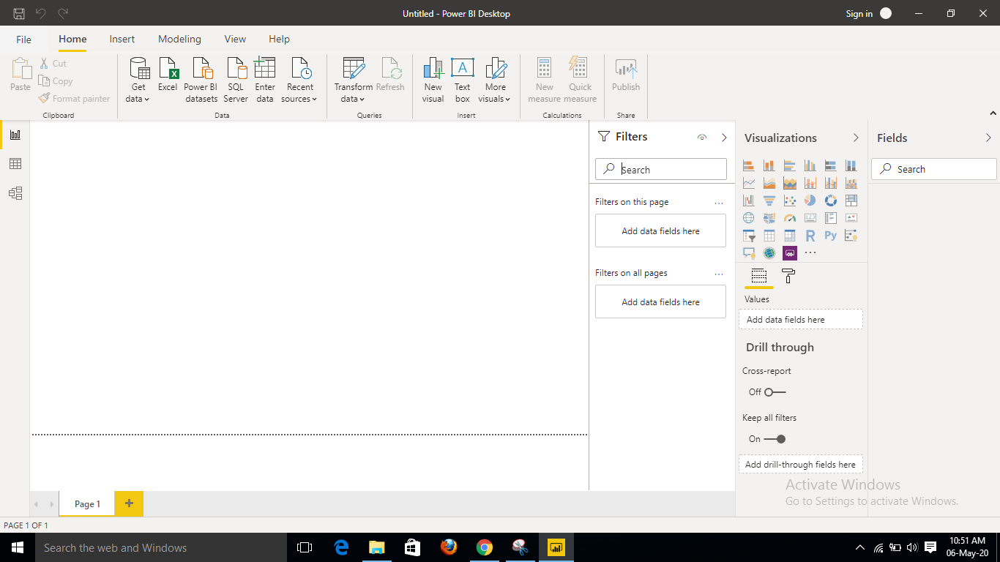 Untitled - Power BI Desktop
Sign in
File Home Insert Modeling View Help
Paste
Cut
Copy
Format painter
Clipboard
Get data
Excel
Power BI datasets
SQL Server
Enter data
Recent sources
Data
Transform data
Refresh
Queries
New visual
Text box
More visuals
Insert
New measure
Quick measure
Calculations
Publish
Share
Filters
Search
Filters on this page
...
Add data fields here
Filters on all pages
...
Add data fields here
Visualizations
123
R
Py
...
Values
Add data fields here
Drill through
Cross-report
Off
Keep all filters
On
Add drill-through fields here
Fields
Search
Activate Windows
Go to Settings to activate Windows.
Page 1
+
PAGE 1 OF 1
Search the web and Windows
10:51 AM
06-May-20